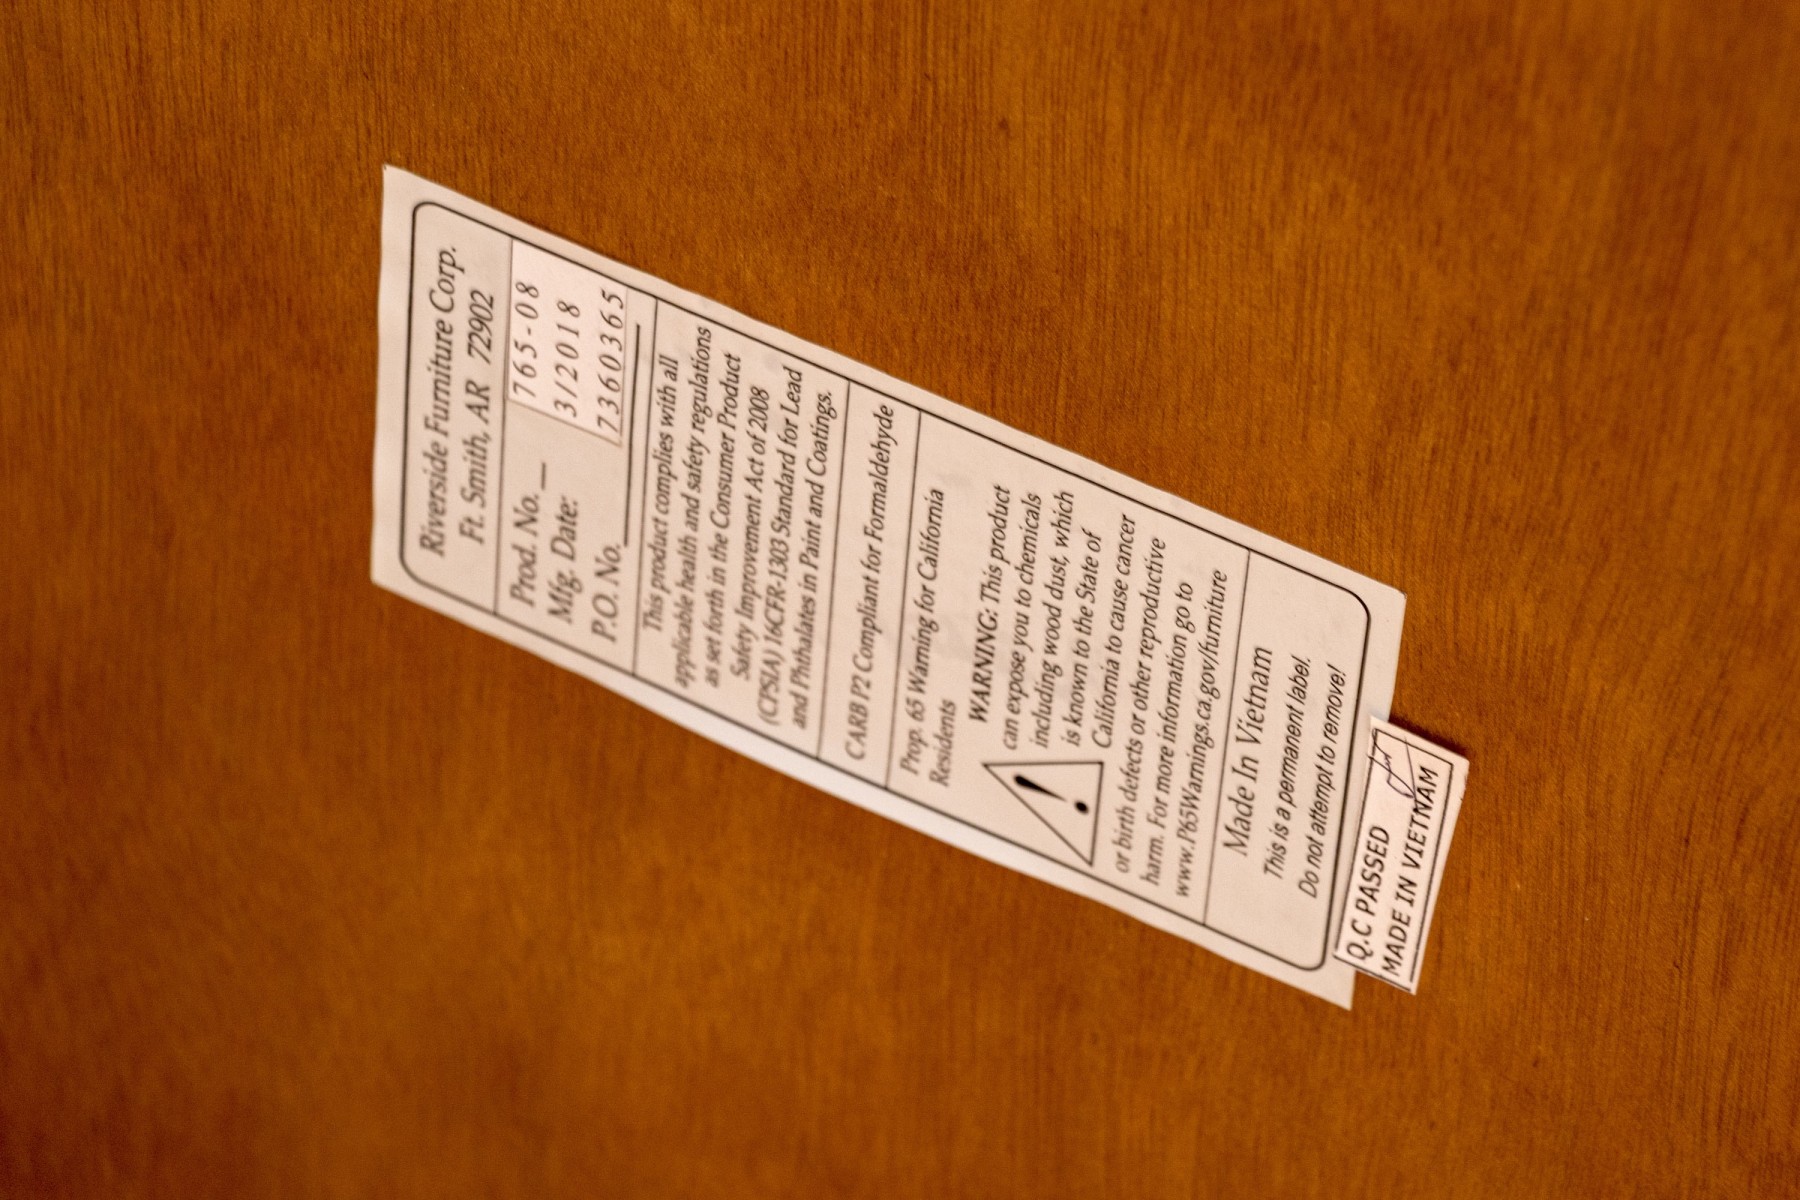 Riverside Furniture Corp.
Ft. Smith, AR 72902
Prod. No. 765-08
Mfg. Date: 3/2018
P.O. No. 7360365
This product complies with all
applicable health and safety regulations
as set forth in the Consumer Product
Safety Improvement Act of 2008
(CPSIA) 16CFR-1303 Standard for Lead
and Phthalates in Paint and Coatings.
CARB P2 Compliant for Formaldehyde
Prop. 65 Warning for California
Residents
WARNING: This product
can expose you to chemicals
including wood dust, which
is known to the State of
California to cause cancer
or birth defects or other reproductive
harm. For more information go to
www.P65Warnings.ca.gov/furniture
Made In Vietnam
This is a permanent label.
Do not attempt to remove!
Q.C PASSED
MADE IN VIETNAM